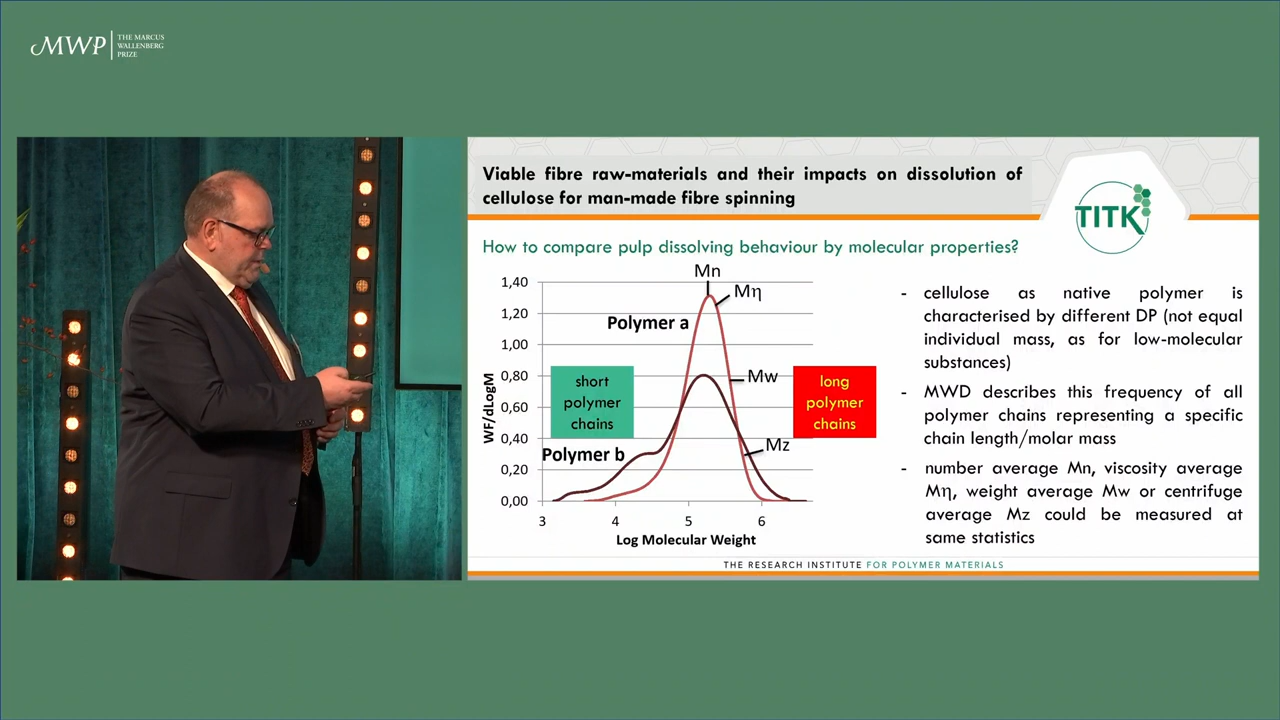 MWP
THE MARCUS
WALLENBERG
PRIZE
Viable fibre raw-materials and their impacts on dissolution of
cellulose for man-made fibre spinning
TITK
How to compare pulp dissolving behaviour by molecular properties?
Mn
Mη
Polymer a
Mw
short
polymer
chains
long
polymer
chains
Polymer b
Mz
WF/dLogM
1,40
1,20
1,00
0,80
0,60
0,40
0,20
0,00
3 4 5 6
Log Molecular Weight
- cellulose as native polymer is
characterised by different DP (not equal
individual mass, as for low-molecular
substances)
- MWD describes this frequency of all
polymer chains representing a specific
chain length/molar mass
- number average Mn, viscosity average
Mη, weight average Mw or centrifuge
average Mz could be measured at
same statistics
THE RESEARCH INSTITUTE FOR POLYMER MATERIALS